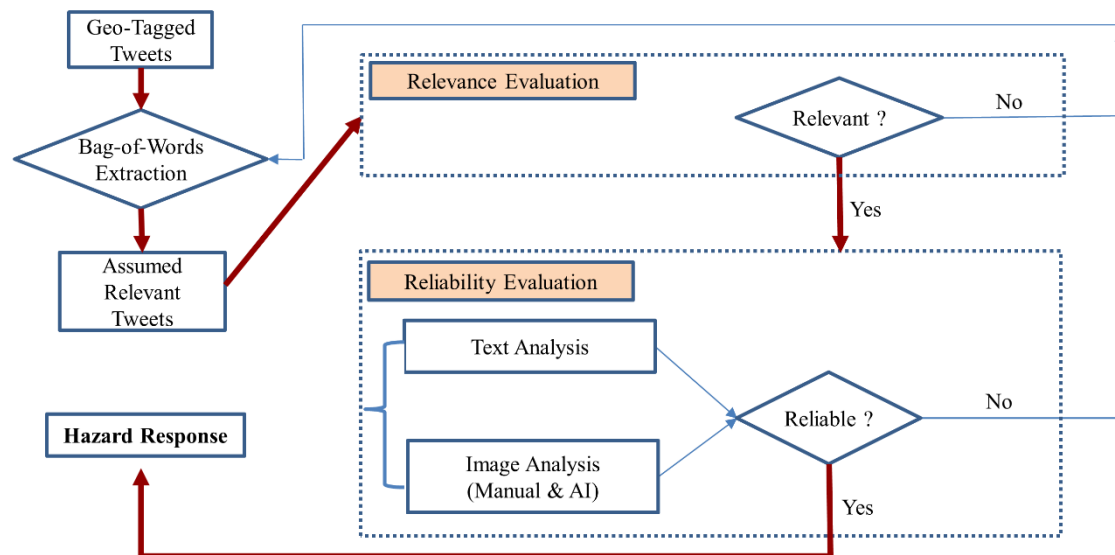 Geo-Tagged
Tweets
Bag-of-Words
Extraction
Assumed
Relevant
Tweets
Relevance Evaluation
Relevant ?
No
Yes
Reliability Evaluation
Text Analysis
Image Analysis
(Manual & AI)
Reliable ?
No
Yes
Hazard Response